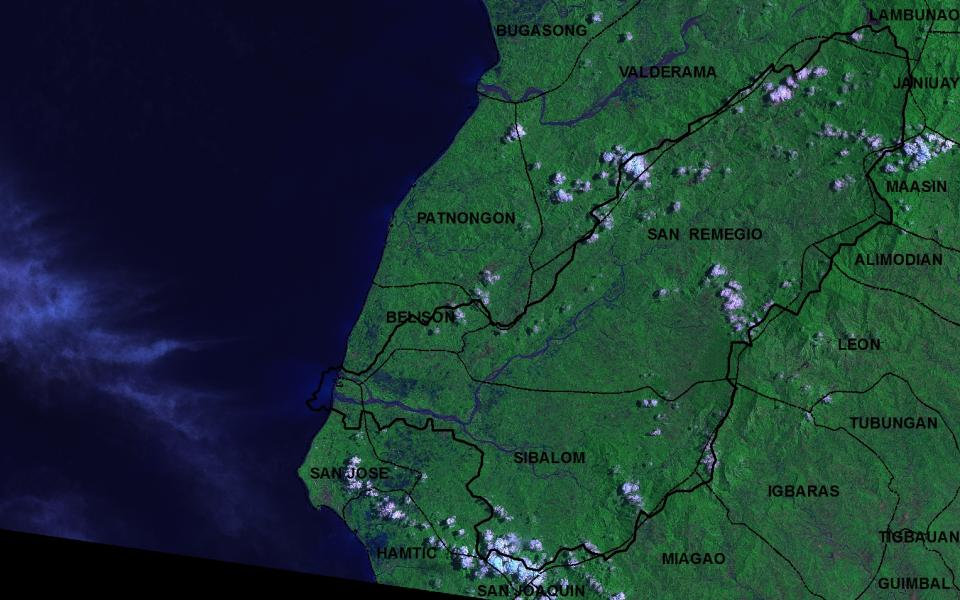 LAMBUNAO
BUGASONG
VALDERAMA
JANIUAY
MAASIN
PATNONGON
SAN REMEGIO
ALIMODIAN
BELISON
LEON
TUBUNGAN
SIBALOM
SAN JOSE
IGBARAS
TIGBAUAN
HAMTIC
MIAGAO
GUIMBAL
SAN JOAQUIN